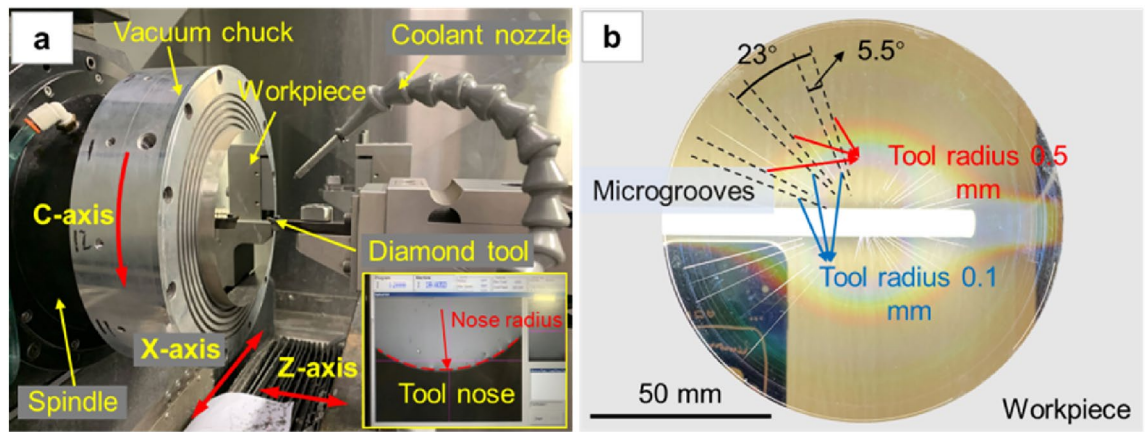 a
Vacuum chuck
Coolant nozzle
Workpiece
C-axis
12
Diamond tool
X-axis
Z-axis
Spindle
Nose radius
Tool nose
b
23°
5.5°
Tool radius 0.5
mm
Microgrooves
Tool radius 0.1
mm
50 mm
Workpiece